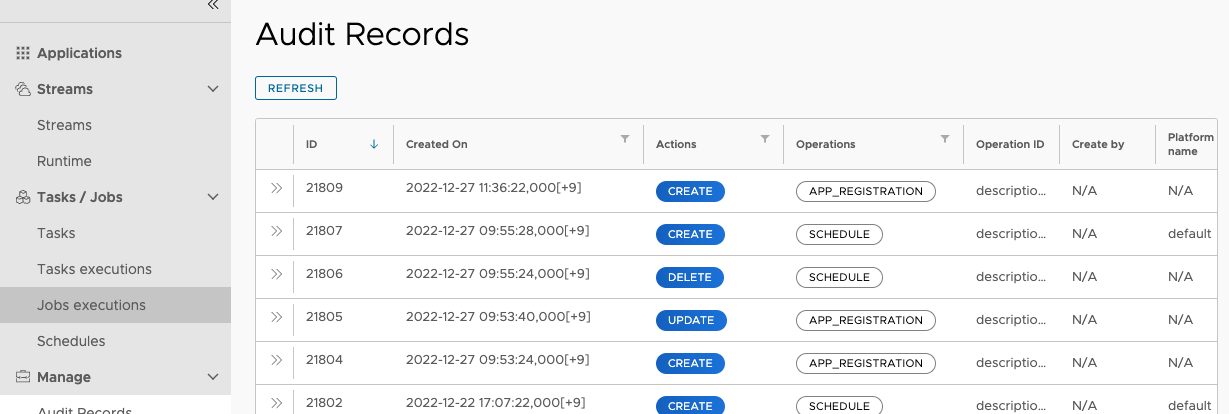 Applications
Streams
Streams
Runtime
Tasks / Jobs
Tasks
Tasks executions
Jobs executions
Schedules
Manage
Audit Records
Audit Records
REFRESH
ID Created On Actions Operations Operation ID Create by Platform name
21809 2022-12-27 11:36:22,000[+9] CREATE APP_REGISTRATION descriptio... N/A N/A
21807 2022-12-27 09:55:28,000[+9] CREATE SCHEDULE descriptio... N/A default
21806 2022-12-27 09:55:24,000[+9] DELETE SCHEDULE descriptio... N/A N/A
21805 2022-12-27 09:53:40,000[+9] UPDATE APP_REGISTRATION descriptio... N/A N/A
21804 2022-12-27 09:53:24,000[+9] CREATE APP_REGISTRATION descriptio... N/A N/A
21802 2022-12-22 17:07:22,000[+9] CREATE SCHEDULE descriptio... N/A default